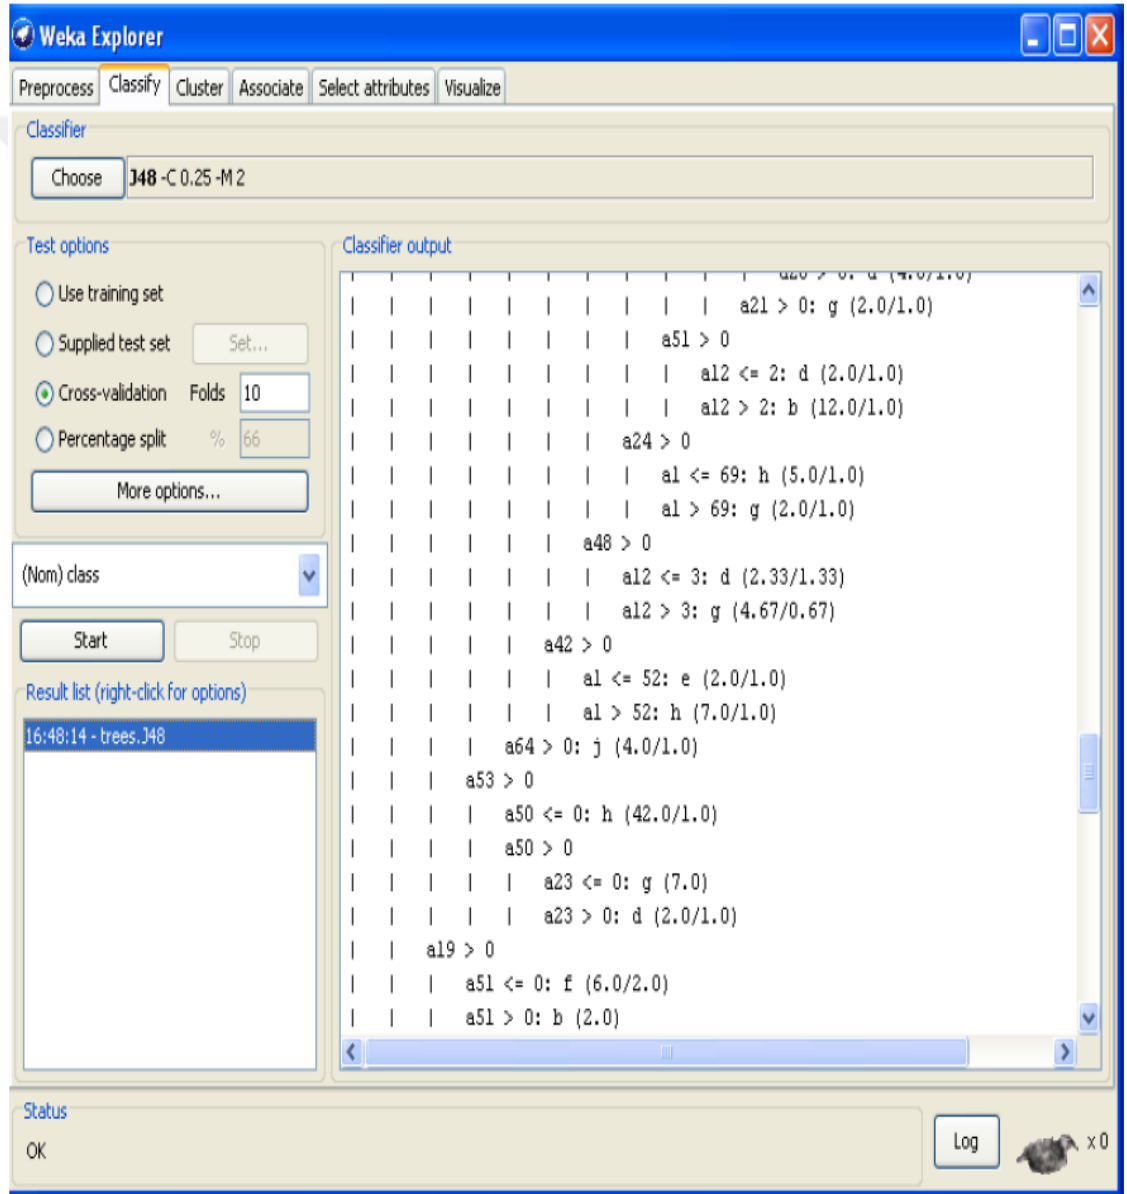 Weka Explorer
Preprocess Classify Cluster Associate Select attributes Visualize
Classifier
Choose J48 -C 0.25 -M 2
Test options
Use training set
Supplied test set Set...
Cross-validation Folds 10
Percentage split % 66
More options...
(Nom) class
Start Stop
Result list (right-click for options)
16:48:14 - trees.J48
Classifier output
| | | | | | | | | | | a20 > 0: d (4.0/1.0)
| | | | | | | | | | a21 > 0: g (2.0/1.0)
| | | | | | | | a51 > 0
| | | | | | | | | a12 <= 2: d (2.0/1.0)
| | | | | | | | | a12 > 2: b (12.0/1.0)
| | | | | | | a24 > 0
| | | | | | | | a1 <= 69: h (5.0/1.0)
| | | | | | | | a1 > 69: g (2.0/1.0)
| | | | | | a48 > 0
| | | | | | | a12 <= 3: d (2.33/1.33)
| | | | | | | a12 > 3: g (4.67/0.67)
| | | | | a42 > 0
| | | | | | a1 <= 52: e (2.0/1.0)
| | | | | | a1 > 52: h (7.0/1.0)
| | | | a64 > 0: j (4.0/1.0)
| | | a53 > 0
| | | | a50 <= 0: h (42.0/1.0)
| | | | a50 > 0
| | | | | a23 <= 0: g (7.0)
| | | | | a23 > 0: d (2.0/1.0)
| | a19 > 0
| | | a51 <= 0: f (6.0/2.0)
| | | a51 > 0: b (2.0)
Status
OK
Log x 0